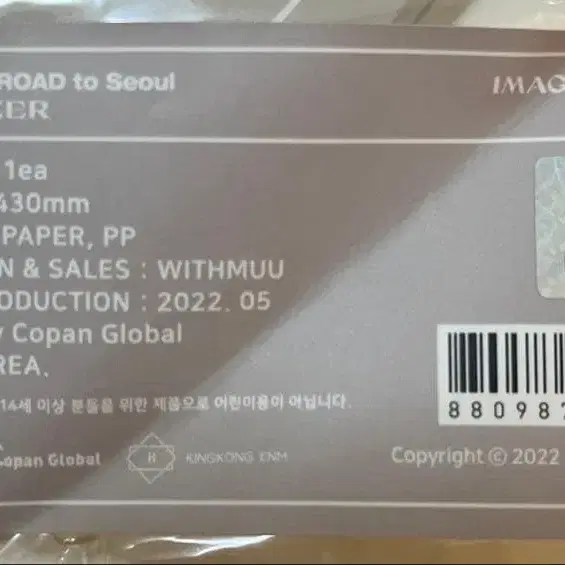 ROAD to Seoul
IMAG
KER
1ea
430mm
PAPER, PP
N & SALES : WITHMUU
ODUCTION : 2022. 05
y Copan Global
REA.
14세 이상 분들을 위한 제품으로 어린이용이 아닙니다.
880987
Copan Global
KINGKONG ENM
Copyright © 2022